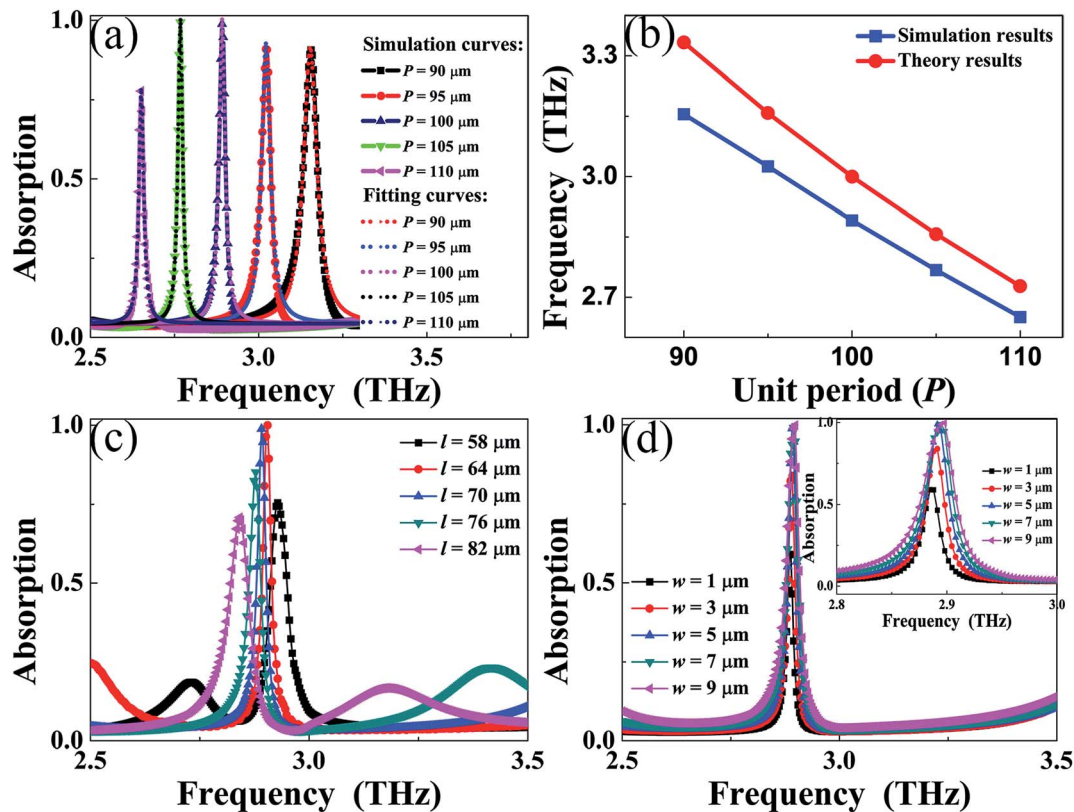 (a)
1.0
0.5
0.0
Absorption
Simulation curves:
P = 90 μm
P = 95 μm
P = 100 μm
P = 105 μm
P = 110 μm
Fitting curves:
P = 90 μm
P = 95 μm
P = 100 μm
P = 105 μm
P = 110 μm
2.5 3.0 3.5
Frequency (THz)
(b)
3.3
3.0
2.7
Frequency (THz)
Simulation results
Theory results
90 100 110
Unit period (P)
(c)
1.0
0.5
0.0
Absorption
l = 58 μm
l = 64 μm
l = 70 μm
l = 76 μm
l = 82 μm
2.5 3.0 3.5
Frequency (THz)
(d)
1.0
0.5
0.0
Absorption
w = 1 μm
w = 3 μm
w = 5 μm
w = 7 μm
w = 9 μm
2.5 3.0 3.5
Frequency (THz)
1.0
0.5
0.0
Absorption
w = 1 μm
w = 3 μm
w = 5 μm
w = 7 μm
w = 9 μm
2.8 2.9 3.0
Frequency (THz)